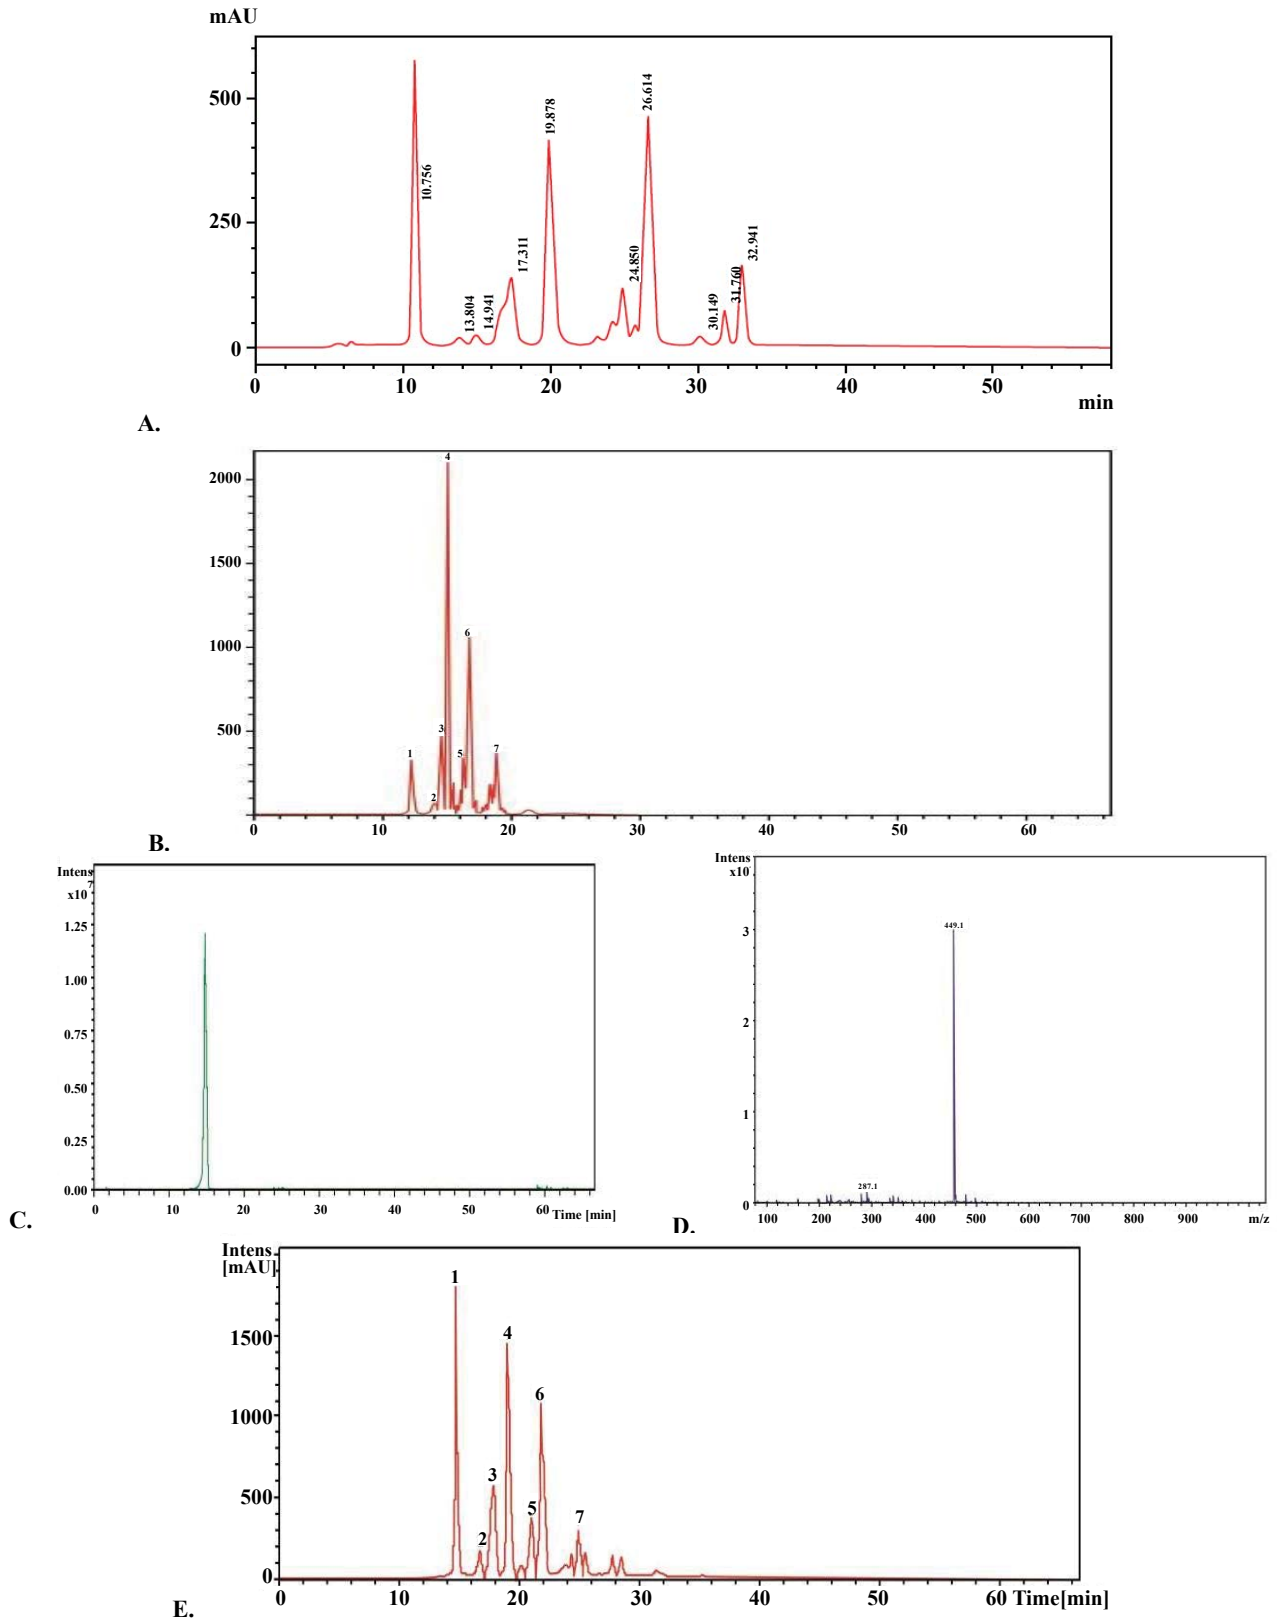 mAU
500
250
0
10.756
13.804
14.941
17.311
19.878
24.850
26.614
30.149
31.760
32.941
0 10 20 30 40 50
min
A.
2000
1500
1000
500
1 2 3 4 5 6 7
0 10 20 30 40 50 60
B.
Intens
7
x10
1.25
1.00
0.75
0.50
0.25
0.00
0 10 20 30 40 50 60 Time [min]
C.
Intens
x10
3
2
1
0
449.1
287.1
100 200 300 400 500 600 700 800 900 m/z
D.
Intens
[mAU]
1500
1000
500
0
1 2 3 4 5 6 7
0 10 20 30 40 50 60 Time[min]
E.